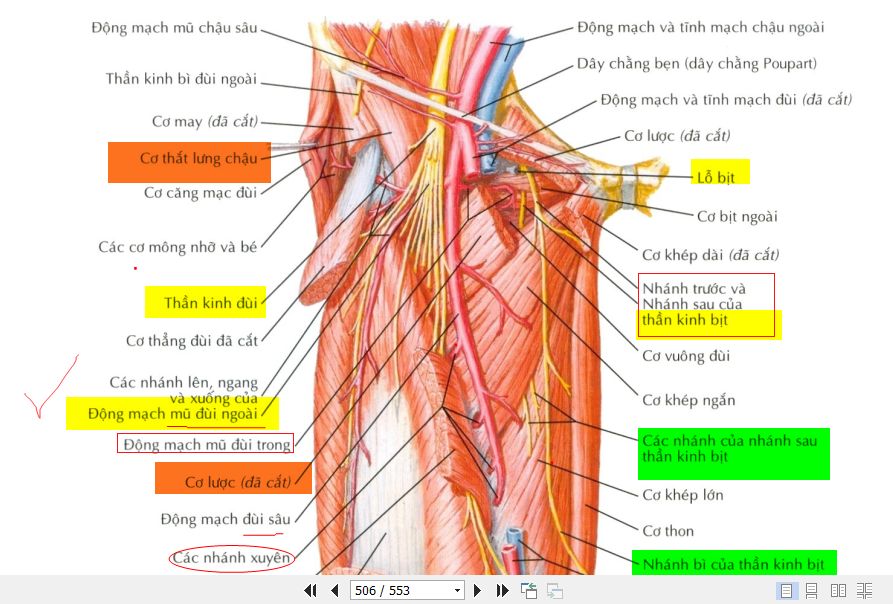 Động mạch mũ chậu sâu
Thần kinh bì đùi ngoài
Cơ may (đã cắt)
Cơ thắt lưng chậu
Cơ căng mạc đùi
Các cơ mông nhỡ và bé
Thần kinh đùi
Cơ thẳng đùi đã cắt
Các nhánh lên, ngang
và xuống của
Động mạch mũ đùi ngoài
Động mạch mũ đùi trong
Cơ lược (đã cắt)
Động mạch đùi sâu
Các nhánh xuyên
Động mạch và tĩnh mạch chậu ngoài
Dây chằng bẹn (dây chằng Poupart)
Động mạch và tĩnh mạch đùi (đã cắt)
Cơ lược (đã cắt)
Lỗ bịt
Cơ bịt ngoài
Cơ khép dài (đã cắt)
Nhánh trước và
Nhánh sau của
thần kinh bịt
Cơ vuông đùi
Cơ khép ngắn
Các nhánh của nhánh sau
thần kinh bịt
Cơ khép lớn
Cơ thon
Nhánh bì của thần kinh bịt
506 / 553